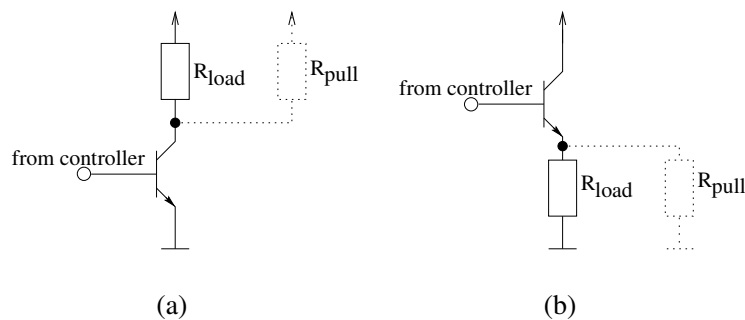 R_load
R_pull
from controller
from controller
R_load
R_pull
(a)
(b)